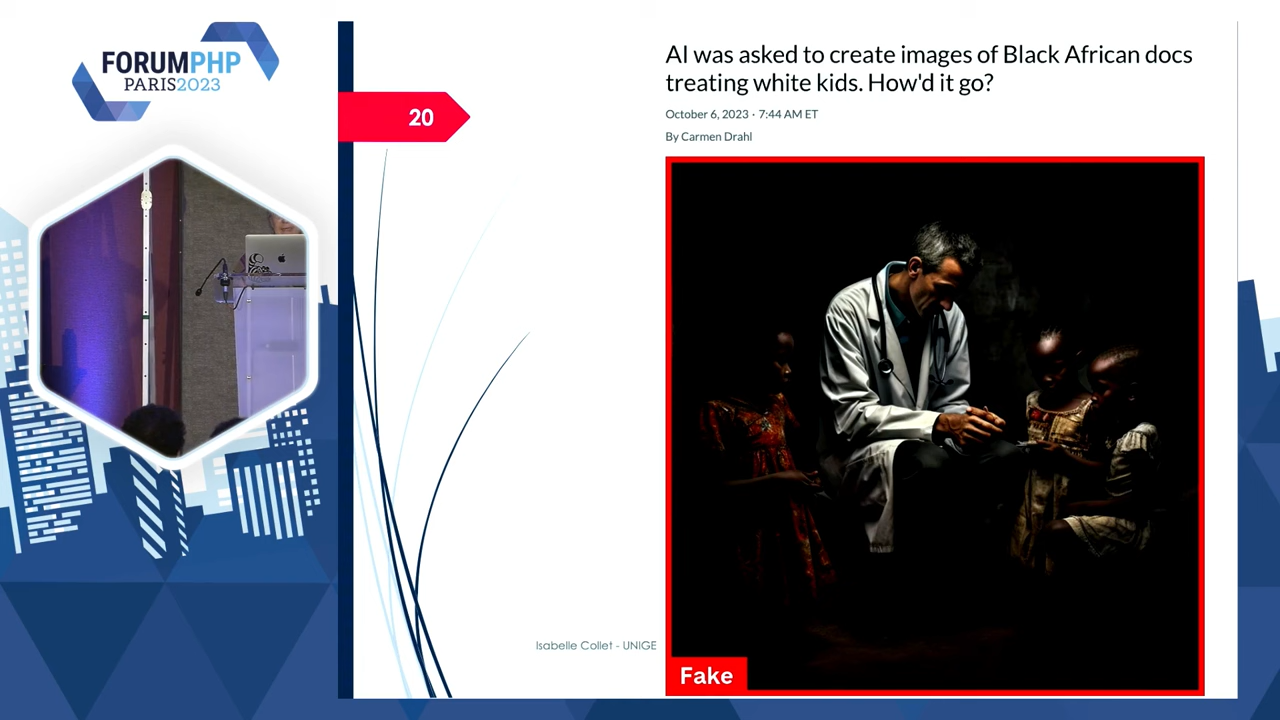 FORUMPHP
PARIS2023
20
AI was asked to create images of Black African docs
treating white kids. How'd it go?
October 6, 2023 · 7:44 AM ET
By Carmen Drahl
Isabelle Collet - UNIGE
Fake